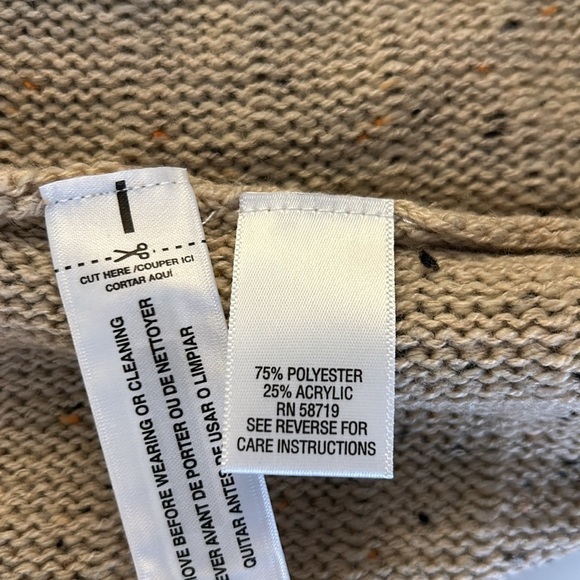 CUT HERE /COUPER ICI
CORTAR AQUÍ
BEFORE WEARING OR CLEANING
AVANT DE PORTER OU DE NETTOYER
QUITAR ANTES DE USAR O LIMPIAR
75% POLYESTER
25% ACRYLIC
RN 58719
SEE REVERSE FOR
CARE INSTRUCTIONS